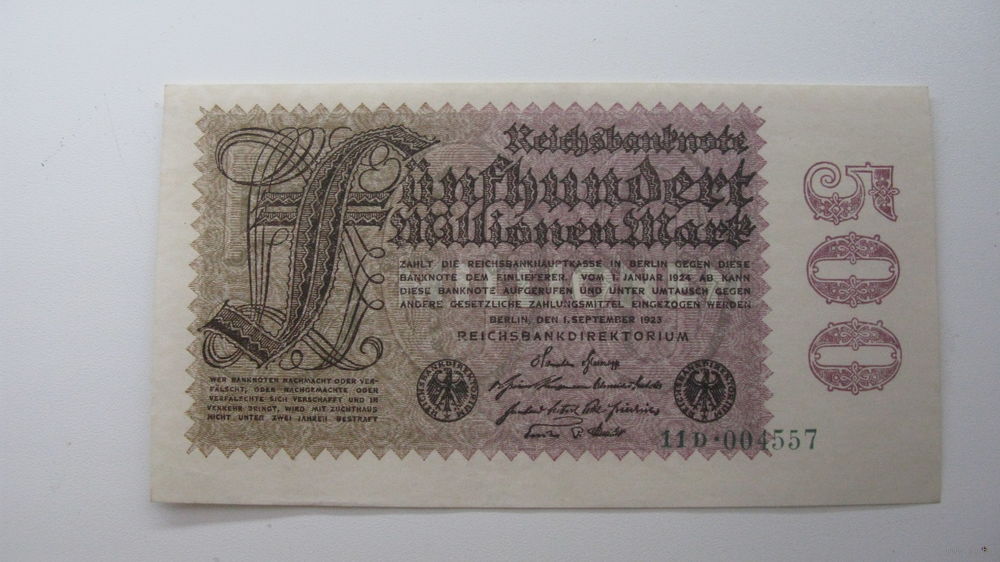 Reichsbanknote
Fünfhundert
Millionen Mark
ZAHLT DIE REICHSBANKHAUPTKASSE IN BERLIN GEGEN DIESE
BANKNOTE DEM EINLIEFERER. VOM 1. JANUAR 1924 AB KANN
DIESE BANKNOTE AUFGERUFEN UND UNTER UMTAUSCH GEGEN
ANDERE GESETZLICHE ZAHLUNGSMITTEL EINGEZOGEN WERDEN
BERLIN, DEN 1. SEPTEMBER 1923
REICHSBANKDIREKTORIUM
WER BANKNOTEN NACHMACHT ODER VER-
FÄLSCHT, ODER NACHGEMACHTE ODER
VERFÄLSCHTE SICH VERSCHAFFT UND IN
VERKEHR BRINGT, WIRD MIT ZUCHTHAUS
NICHT UNTER ZWEI JAHREN BESTRAFT
REICHSBANKDIREKTORIUM
REICHSBANKDIREKTORIUM
11D·004557
500